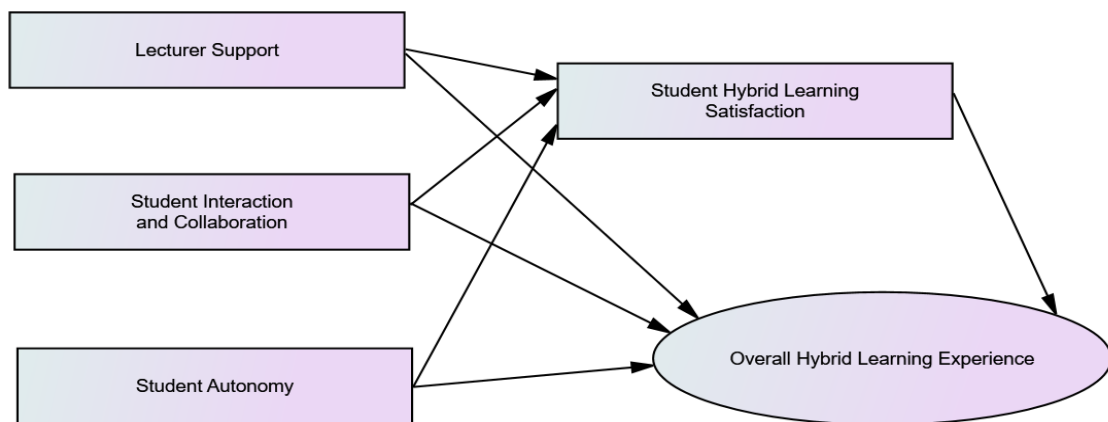 Lecturer Support
Student Hybrid Learning
Satisfaction
Student Interaction
and Collaboration
Student Autonomy
Overall Hybrid Learning Experience